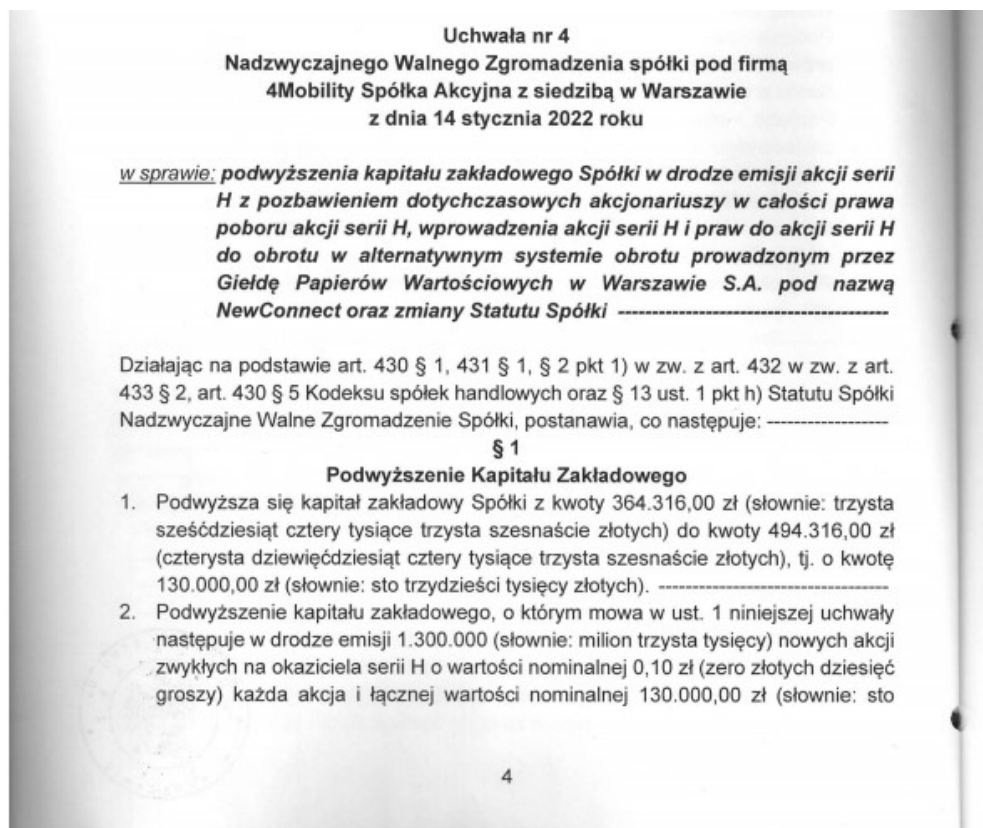 Uchwała nr 4
Nadzwyczajnego Walnego Zgromadzenia spółki pod firmą
4Mobility Spółka Akcyjna z siedzibą w Warszawie
z dnia 14 stycznia 2022 roku
w sprawie: podwyższenia kapitału zakładowego Spółki w drodze emisji akcji serii
H z pozbawieniem dotychczasowych akcjonariuszy w całości prawa
poboru akcji serii H, wprowadzenia akcji serii H i praw do akcji serii H
do obrotu w alternatywnym systemie obrotu prowadzonym przez
Giełdę Papierów Wartościowych w Warszawie S.A. pod nazwą
NewConnect oraz zmiany Statutu Spółki ----------------------------------------
Działając na podstawie art. 430 § 1, 431 § 1, § 2 pkt 1) w zw. z art. 432 w zw. z art.
433 § 2, art. 430 § 5 Kodeksu spółek handlowych oraz § 13 ust. 1 pkt h) Statutu Spółki
Nadzwyczajne Walne Zgromadzenie Spółki, postanawia, co następuje: ------------------
§ 1
Podwyższenie Kapitału Zakładowego
1. Podwyższa się kapitał zakładowy Spółki z kwoty 364.316,00 zł (słownie: trzysta
sześćdziesiąt cztery tysiące trzysta szesnaście złotych) do kwoty 494.316,00 zł
(czterysta dziewięćdziesiąt cztery tysiące trzysta szesnaście złotych), tj. o kwotę
130.000,00 zł (słownie: sto trzydzieści tysięcy złotych). -----------------------------------
2. Podwyższenie kapitału zakładowego, o którym mowa w ust. 1 niniejszej uchwały
następuje w drodze emisji 1.300.000 (słownie: milion trzysta tysięcy) nowych akcji
zwykłych na okaziciela serii H o wartości nominalnej 0,10 zł (zero złotych dziesięć
groszy) każda akcja i łącznej wartości nominalnej 130.000,00 zł (słownie: sto
4